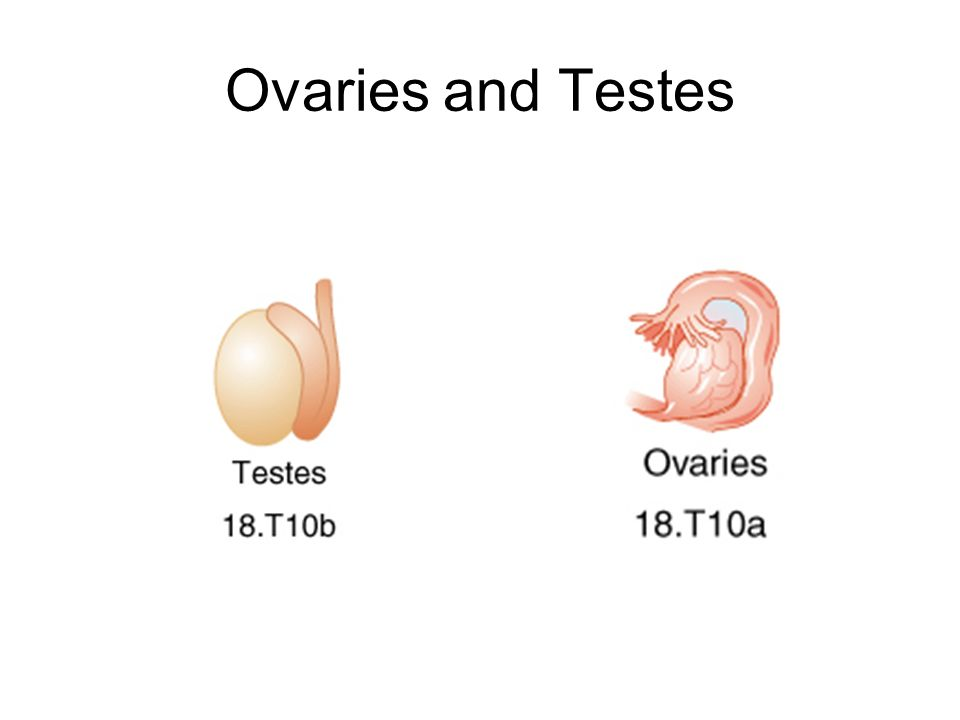 Ovaries and Testes
Testes
18.T10b
Ovaries
18.T10a